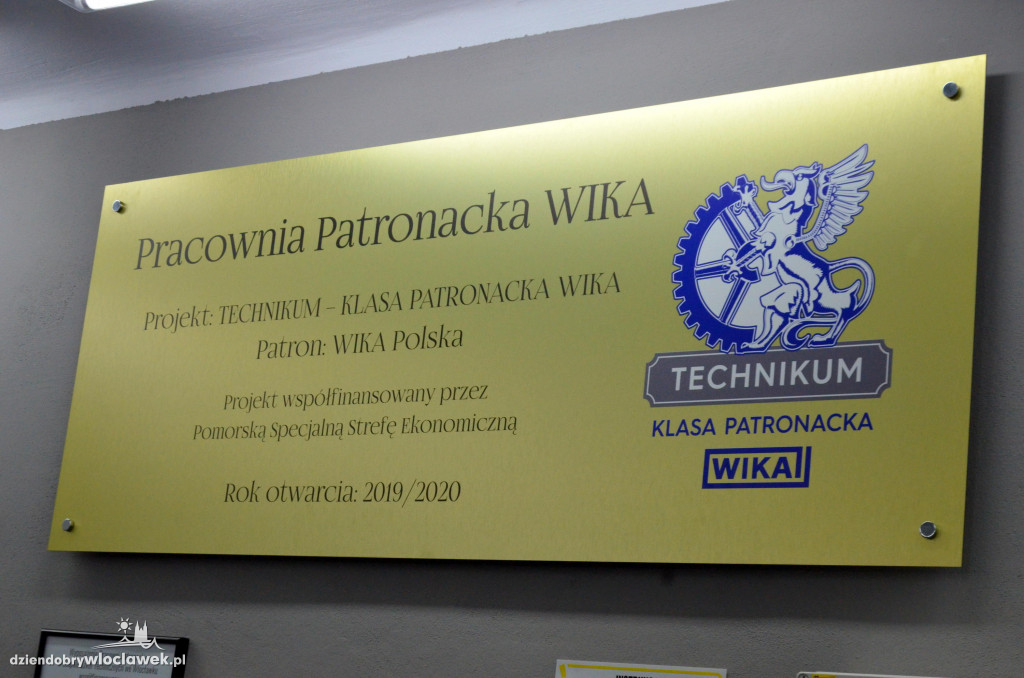 Pracownia Patronacka WIKA
Projekt: TECHNIKUM – KLASA PATRONACKA WIKA
Patron: WIKA Polska
Projekt współfinansowany przez
Pomorską Specjalną Strefę Ekonomiczną
Rok otwarcia: 2019/2020
TECHNIKUM
KLASA PATRONACKA
WIKA
dziendobrywloclawek.pl